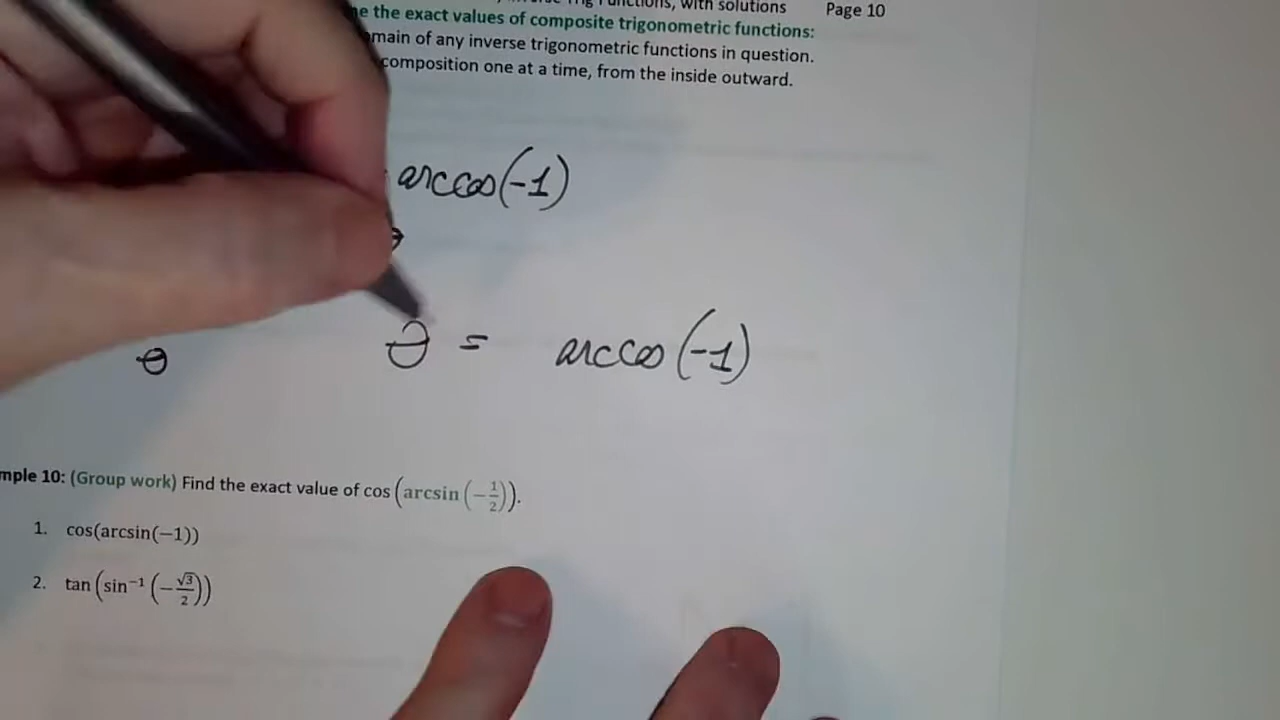 with solutions Page 10
the exact values of composite trigonometric functions:
of any inverse trigonometric functions in question.
composition one at a time, from the inside outward.
arccos(-1)
θ
θ = arccos(-1)
θ
10: (Group work) Find the exact value of cos(arcsin(−1/2)).
1. cos(arcsin(−1))
2. tan(sin⁻¹(−√3/2))